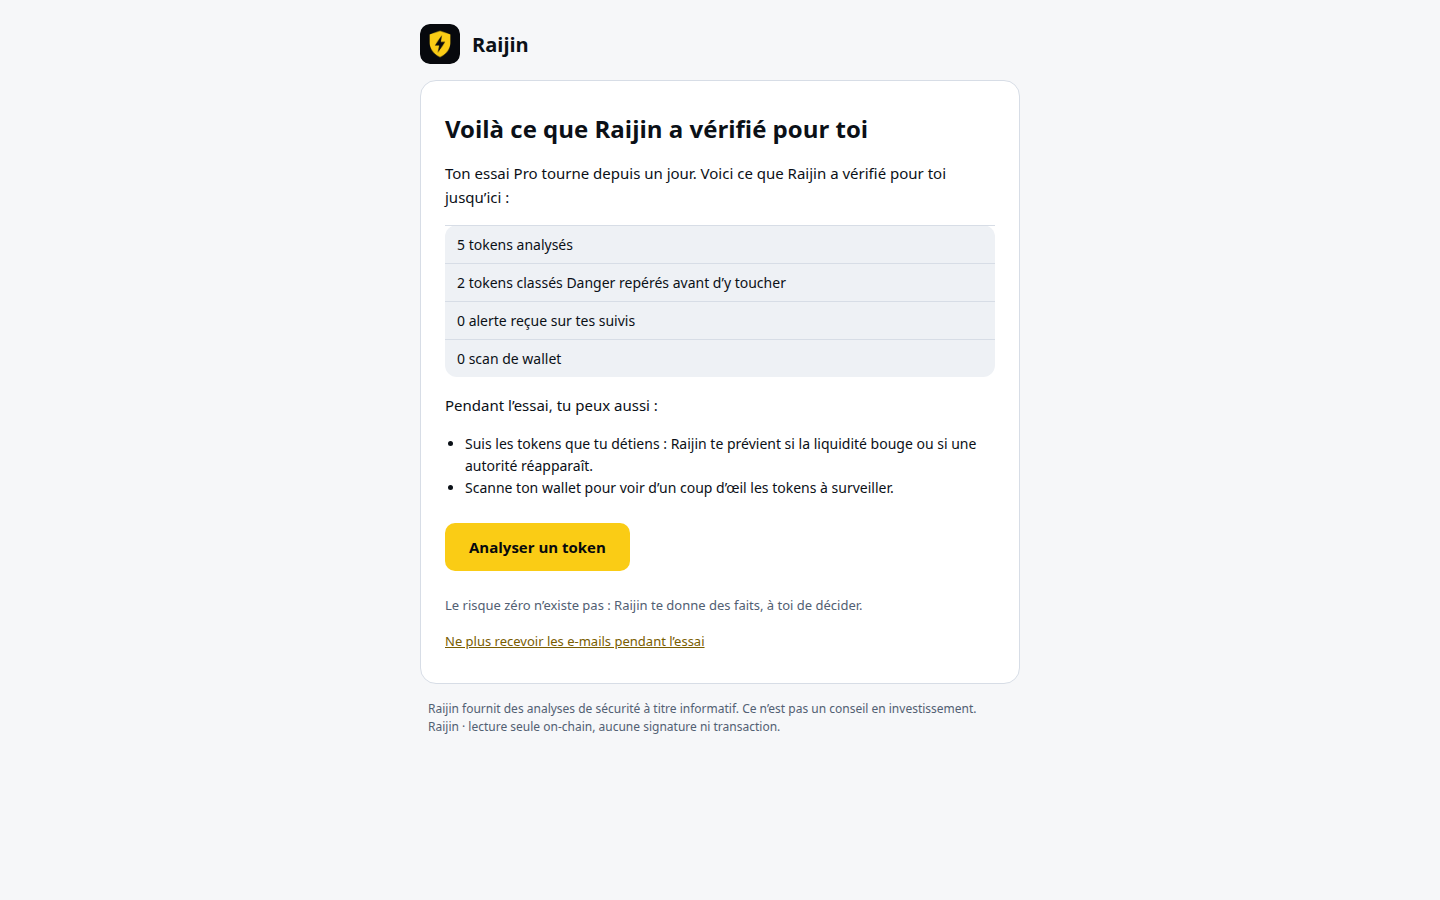 Raijin
Voilà ce que Raijin a vérifié pour toi
Ton essai Pro tourne depuis un jour. Voici ce que Raijin a vérifié pour toi
jusqu’ici :
5 tokens analysés
2 tokens classés Danger repérés avant d’y toucher
0 alerte reçue sur tes suivis
0 scan de wallet
Pendant l’essai, tu peux aussi :
• Suis les tokens que tu détiens : Raijin te prévient si la liquidité bouge ou si une
autorité réapparaît.
• Scanne ton wallet pour voir d’un coup d’œil les tokens à surveiller.
Analyser un token
Le risque zéro n’existe pas : Raijin te donne des faits, à toi de décider.
Ne plus recevoir les e-mails pendant l’essai
Raijin fournit des analyses de sécurité à titre informatif. Ce n’est pas un conseil en investissement.
Raijin · lecture seule on-chain, aucune signature ni transaction.